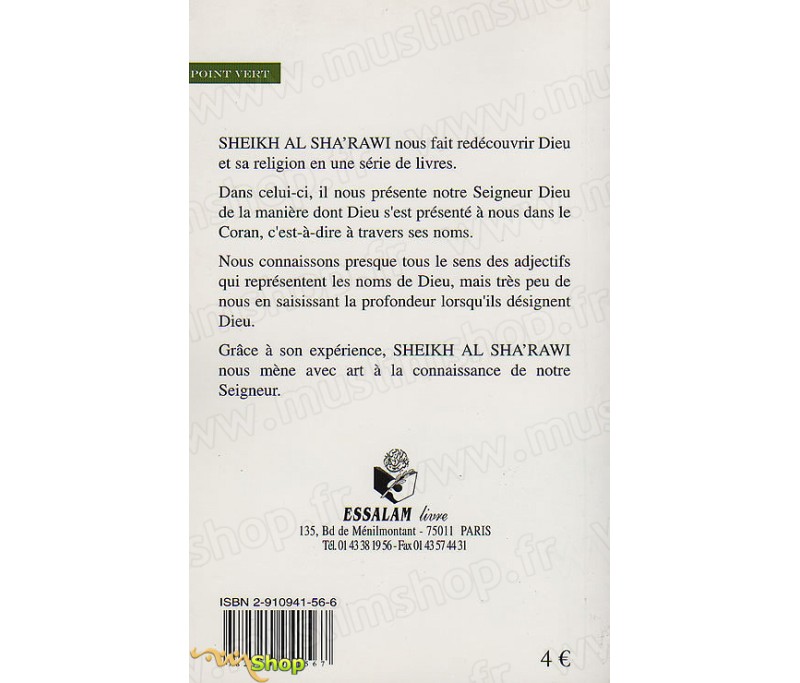 POINT VERT
SHEIKH AL SHA'RAWI nous fait redécouvrir Dieu
et sa religion en une série de livres.
Dans celui-ci, il nous présente notre Seigneur Dieu
de la manière dont Dieu s'est présenté à nous dans le
Coran, c'est-à-dire à travers ses noms.
Nous connaissons presque tous le sens des adjectifs
qui représentent les noms de Dieu, mais très peu de
nous en saisissant la profondeur lorsqu'ils désignent
Dieu.
Grâce à son expérience, SHEIKH AL SHA'RAWI
nous mène avec art à la connaissance de notre
Seigneur.
ESSALAM livre
135, Bd de Ménilmontant - 75011 PARIS
Tél. 01 43 38 19 56 - Fax 01 43 57 44 31
ISBN 2-910941-56-6
Shop
4 €
www.muslimshop.fr